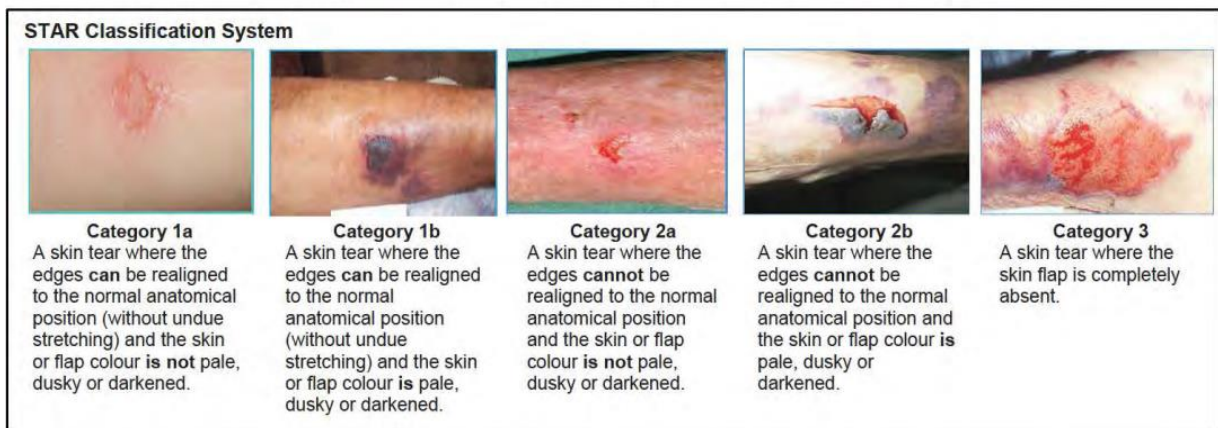 STAR Classification System
Category 1a
A skin tear where the
edges can be realigned
to the normal anatomical
position (without undue
stretching) and the skin
or flap colour is not pale,
dusky or darkened.
Category 1b
A skin tear where the
edges can be realigned
to the normal
anatomical position
(without undue
stretching) and the skin
or flap colour is pale,
dusky or darkened.
Category 2a
A skin tear where the
edges cannot be
realigned to the normal
anatomical position
and the skin or flap
colour is not pale,
dusky or darkened.
Category 2b
A skin tear where the
edges cannot be
realigned to the normal
anatomical position and
the skin or flap colour is
pale, dusky or
darkened.
Category 3
A skin tear where the
skin flap is completely
absent.